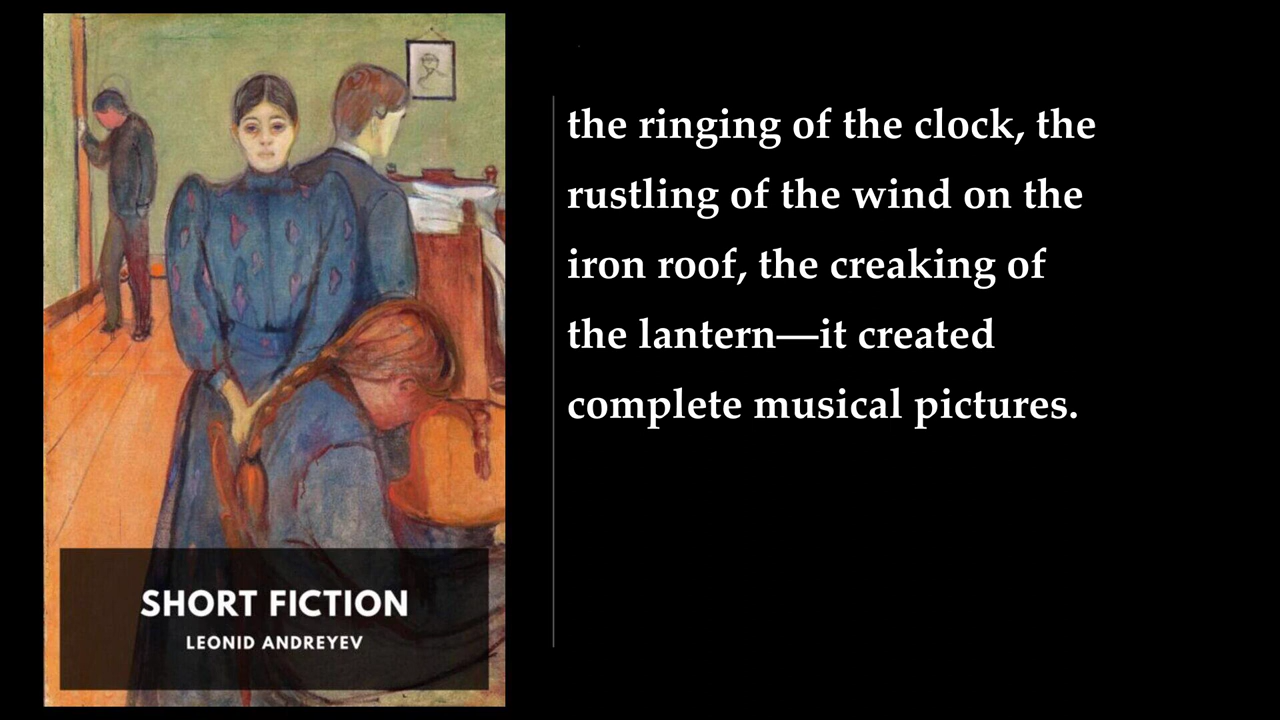 SHORT FICTION
LEONID ANDREYEV
the ringing of the clock, the
rustling of the wind on the
iron roof, the creaking of
the lantern—it created
complete musical pictures.